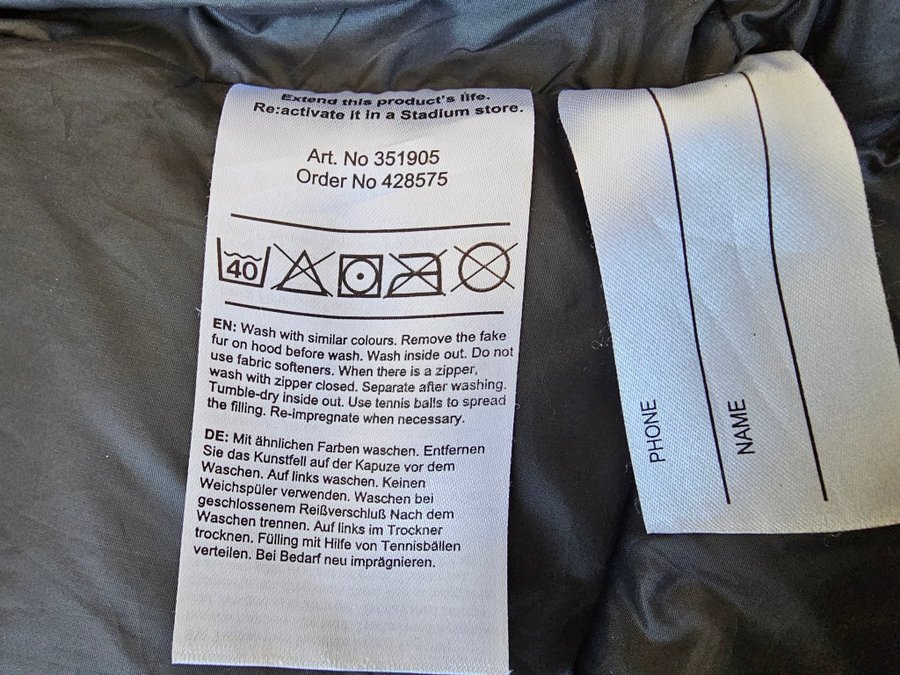 Extend this product's life.
Re:activate it in a Stadium store.
Art. No 351905
Order No 428575
40
EN: Wash with similar colours. Remove the fake
fur on hood before wash. Wash inside out. Do not
use fabric softeners. When there is a zipper,
wash with zipper closed. Separate after washing.
Tumble-dry inside out. Use tennis balls to spread
the filling. Re-impregnate when necessary.
DE: Mit ähnlichen Farben waschen. Entfernen
Sie das Kunstfell auf der Kapuze vor dem
Waschen. Auf links waschen. Keinen
Weichspüler verwenden. Waschen bei
geschlossenem Reißverschluß Nach dem
Waschen trennen. Auf links im Trockner
trocknen. Fülling mit Hilfe von Tennisbällen
verteilen. Bei Bedarf neu imprägnieren.
PHONE
NAME